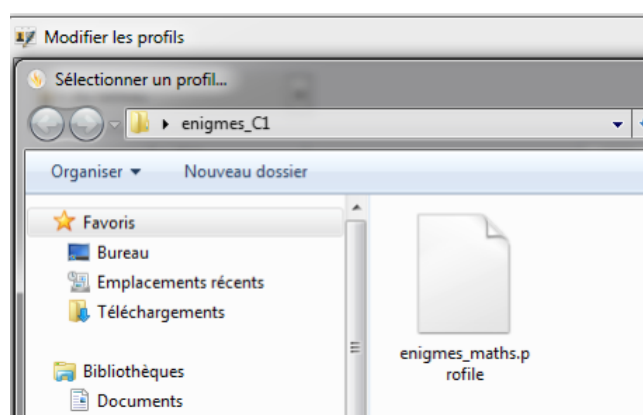 Modifier les profils
Sélectionner un profil...
enigmes_C1
Organiser
Nouveau dossier
Favoris
Bureau
Emplacements récents
Téléchargements
Bibliothèques
Documents
enigmes_maths.p
rofile